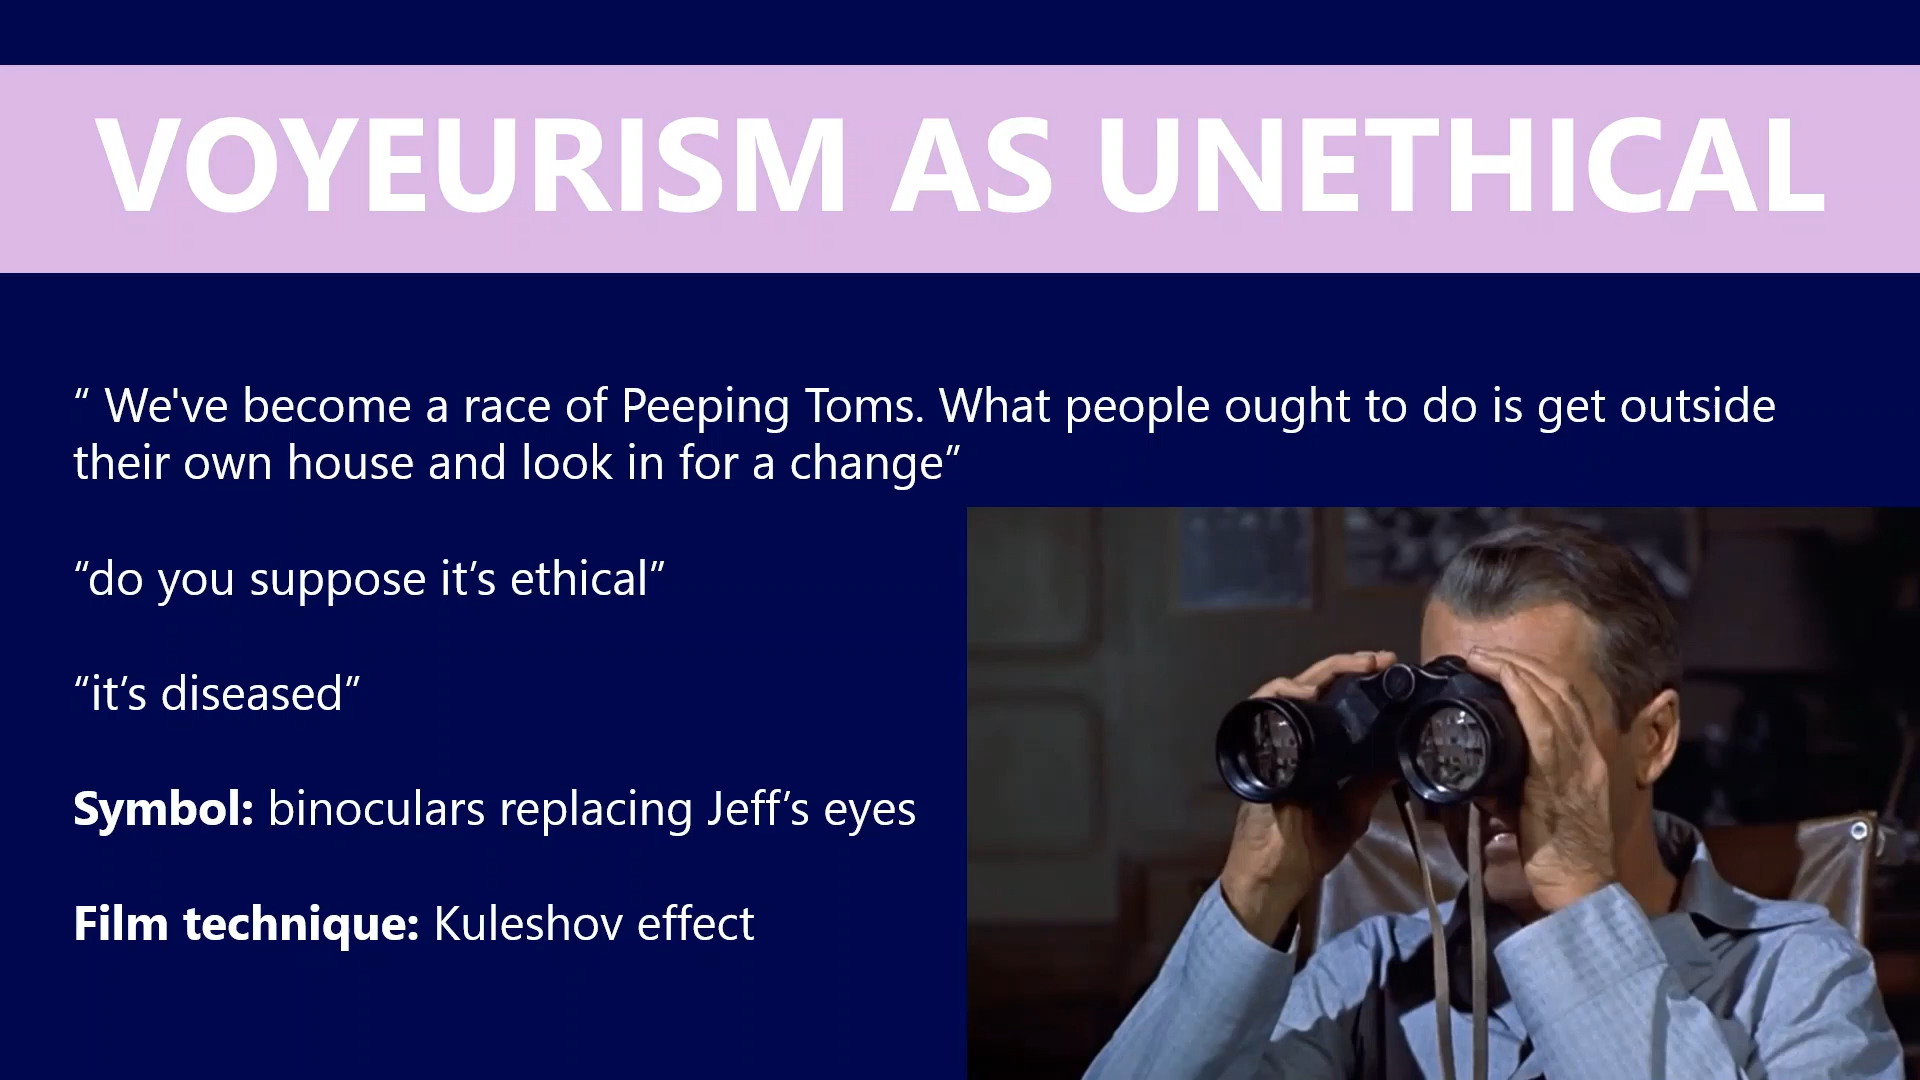 VOYEURISM AS UNETHICAL
“ We've become a race of Peeping Toms. What people ought to do is get outside
their own house and look in for a change”
“do you suppose it’s ethical”
“it’s diseased”
Symbol: binoculars replacing Jeff’s eyes
Film technique: Kuleshov effect